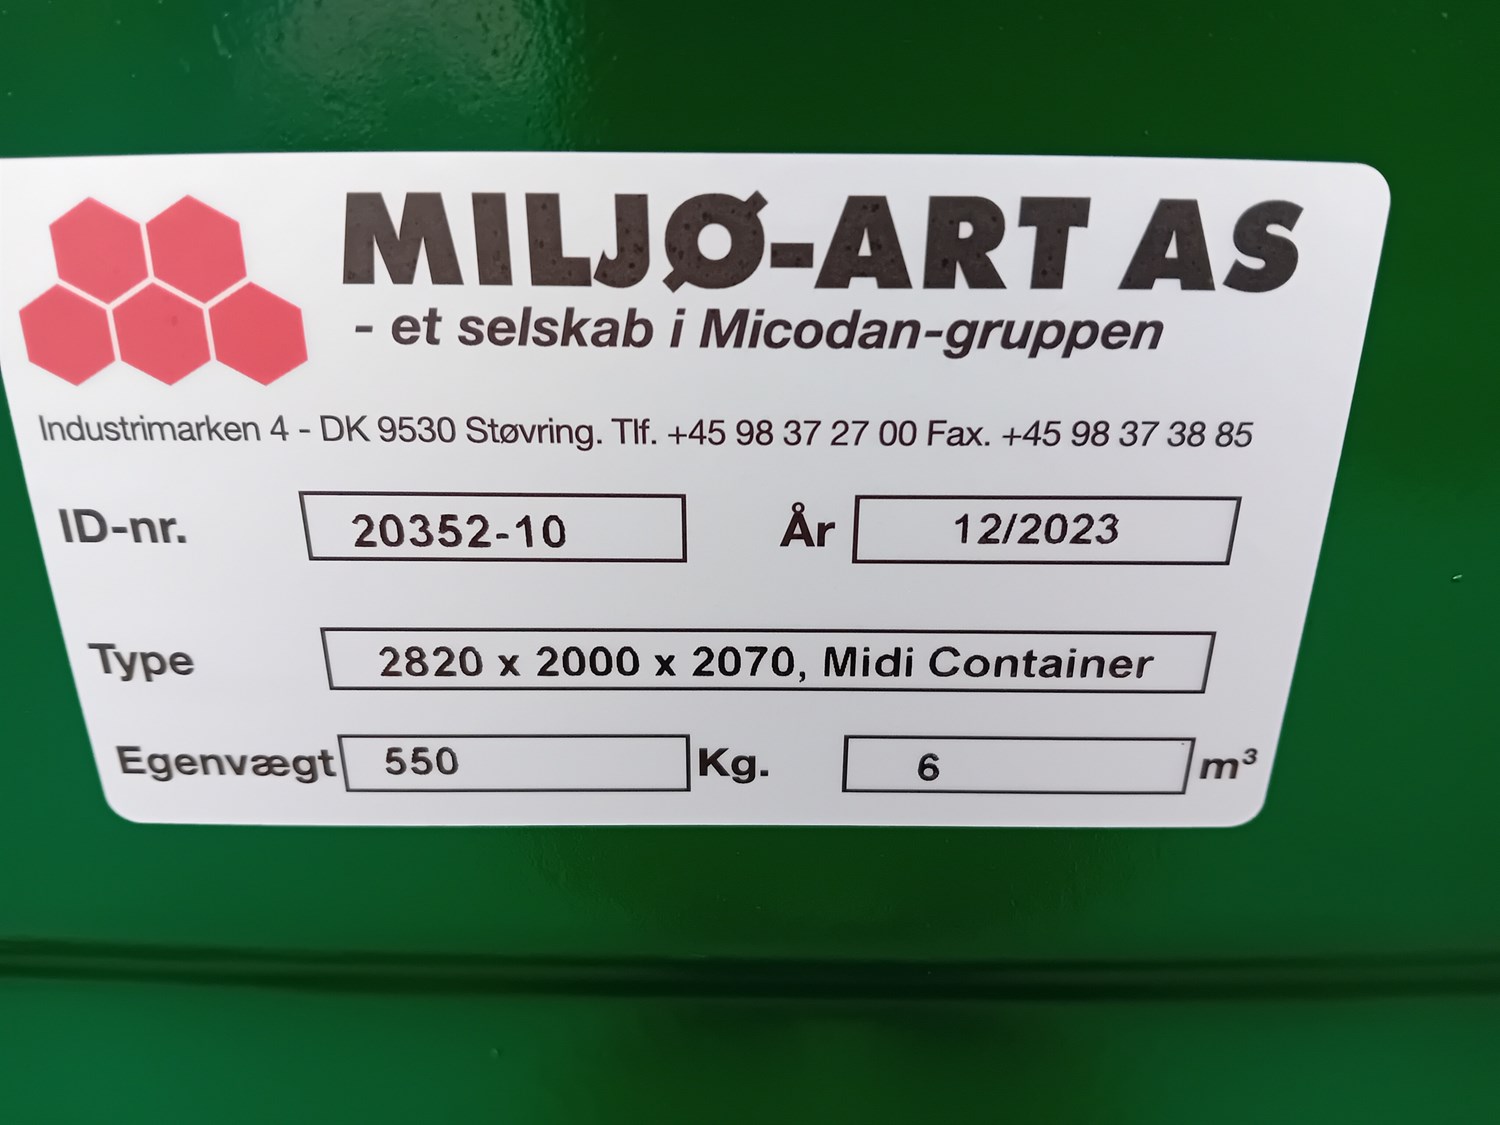 MILJØ-ART AS
- et selskab i Micodan-gruppen
Industrimarken 4 - DK 9530 Støvring. Tlf. +45 98 37 27 00 Fax. +45 98 37 38 85
ID-nr. 20352-10 År 12/2023
Type 2820 x 2000 x 2070, Midi Container
Egenvægt 550 Kg. 6 m³